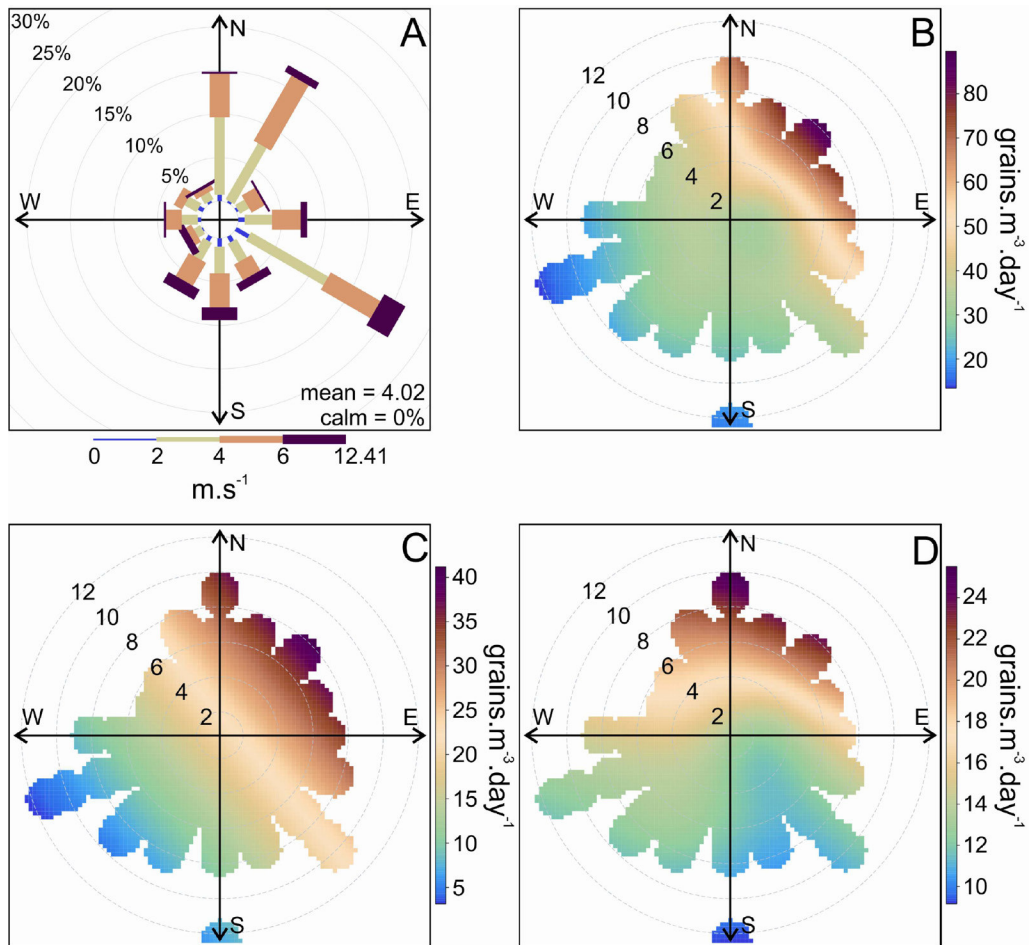 30%
25%
20%
15%
10%
5%
N
A
W
E
S
mean = 4.02
calm = 0%
0 2 4 6 12.41
m.s⁻¹
N
B
12
10
8
6
4
2
W
E
S
80
70
60
50
40
30
20
grains.m⁻³.day⁻¹
N
C
12
10
8
6
4
2
W
E
S
40
35
30
25
20
15
10
5
grains.m⁻³.day⁻¹
N
D
12
10
8
6
4
2
W
E
S
24
22
20
18
16
14
12
10
grains.m⁻³.day⁻¹